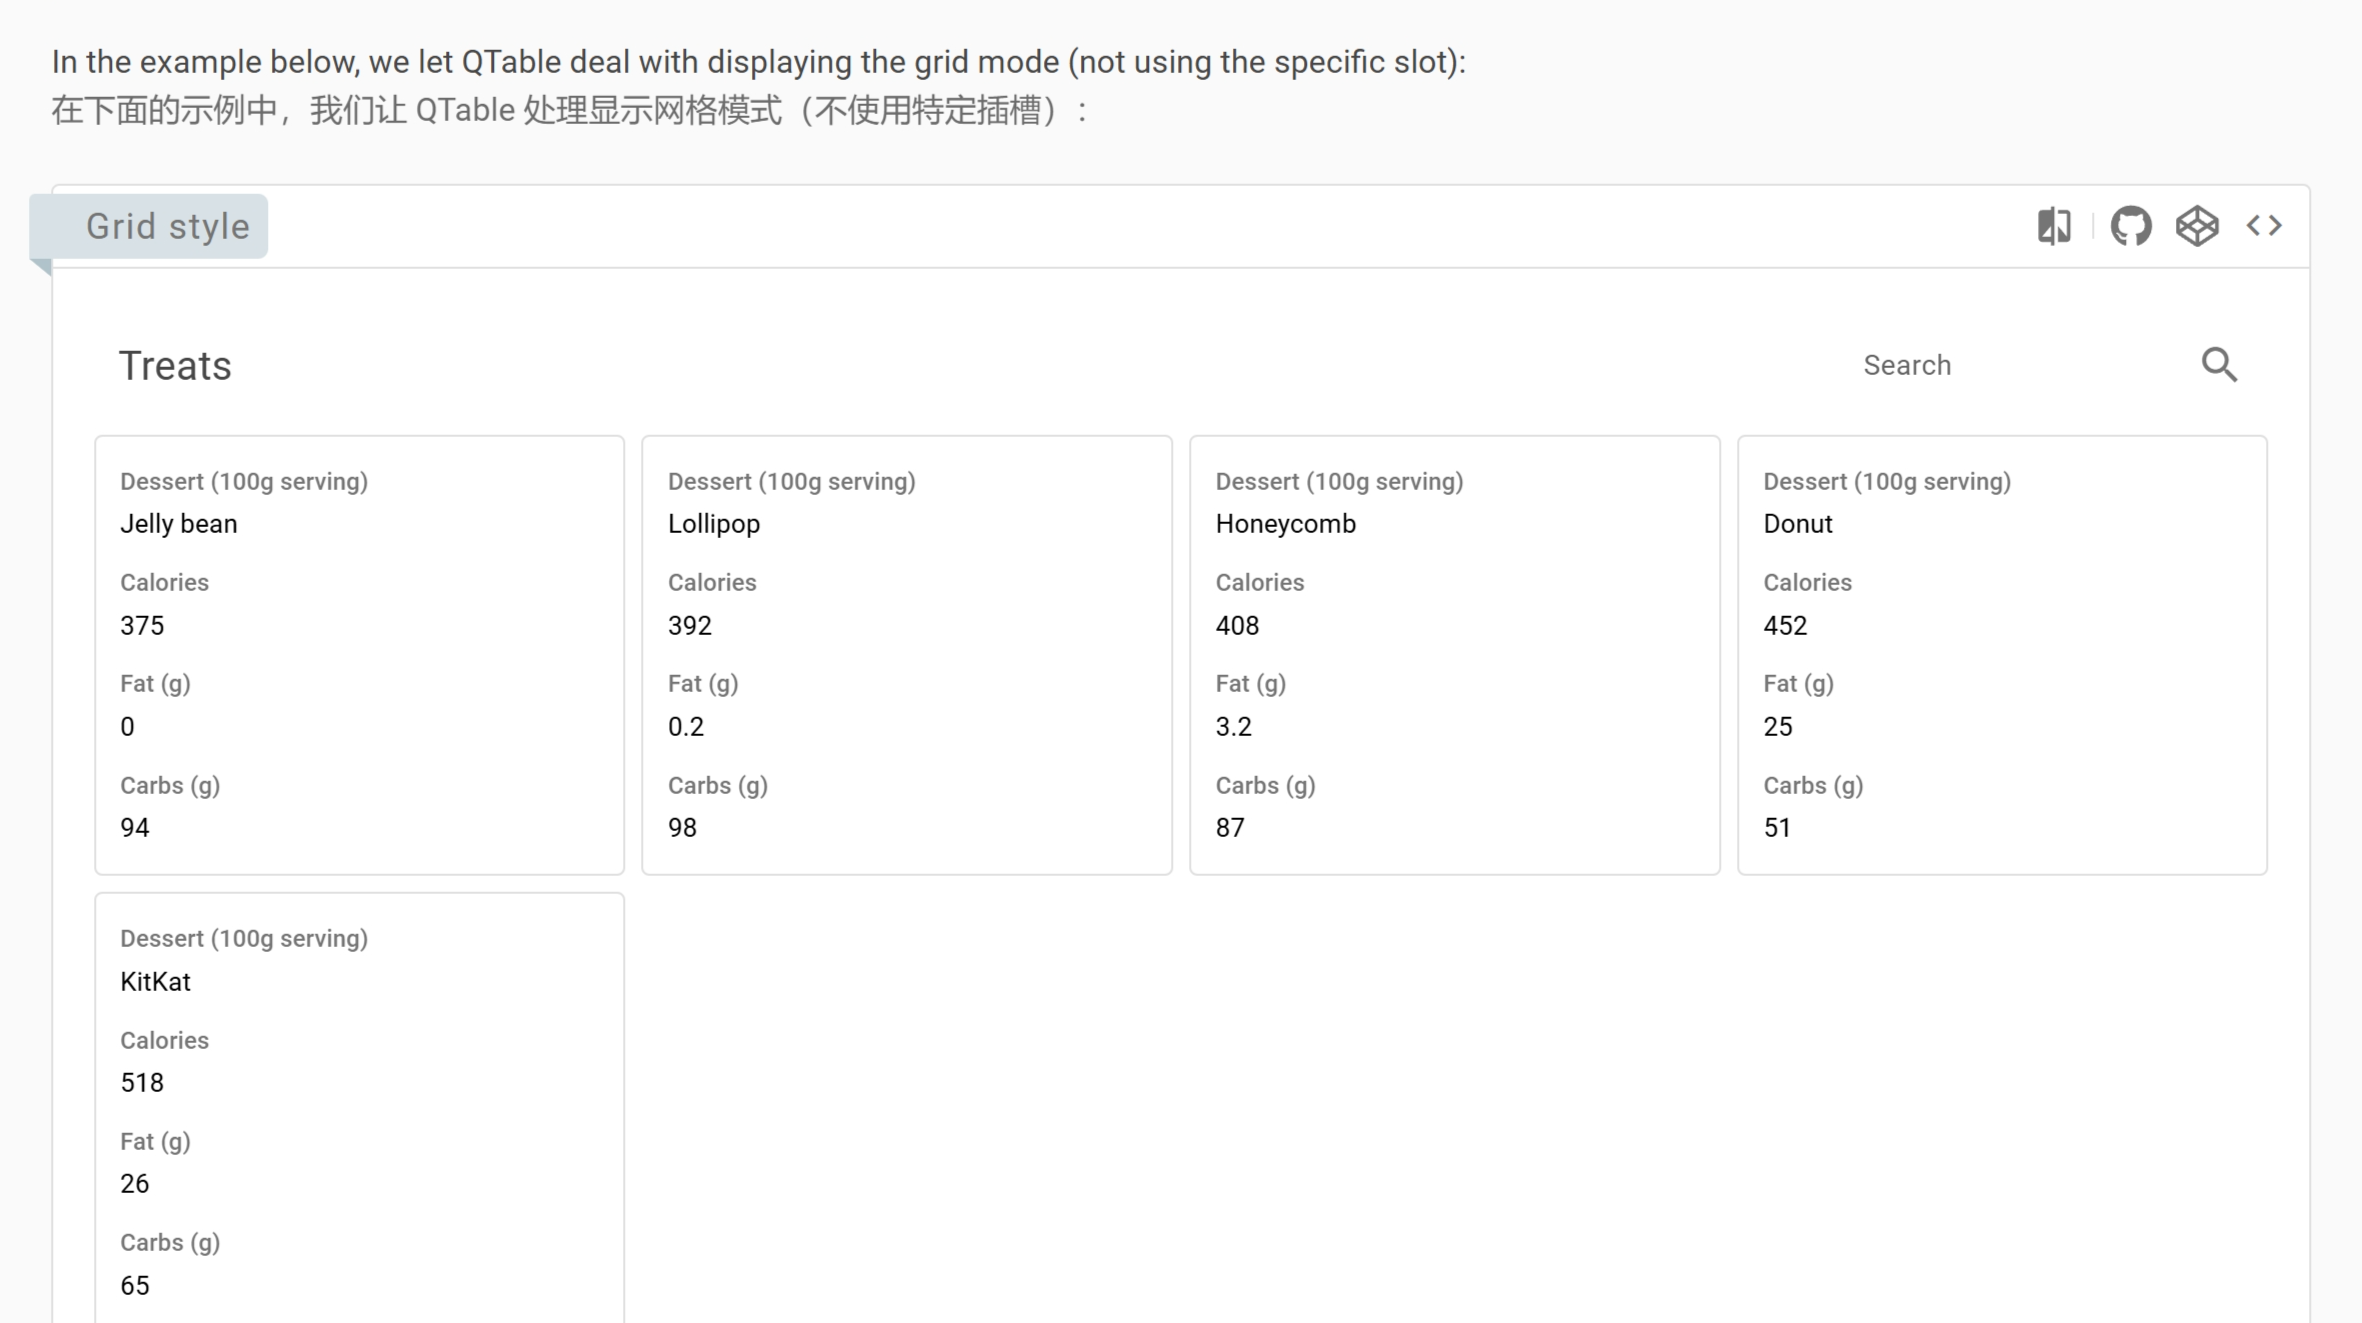 In the example below, we let QTable deal with displaying the grid mode (not using the specific slot):
在下面的示例中，我们让 QTable 处理显示网格模式（不使用特定插槽）：
Grid style
Treats
Search
Dessert (100g serving)
Jelly bean
Calories
375
Fat (g)
0
Carbs (g)
94
Dessert (100g serving)
Lollipop
Calories
392
Fat (g)
0.2
Carbs (g)
98
Dessert (100g serving)
Honeycomb
Calories
408
Fat (g)
3.2
Carbs (g)
87
Dessert (100g serving)
Donut
Calories
452
Fat (g)
25
Carbs (g)
51
Dessert (100g serving)
KitKat
Calories
518
Fat (g)
26
Carbs (g)
65